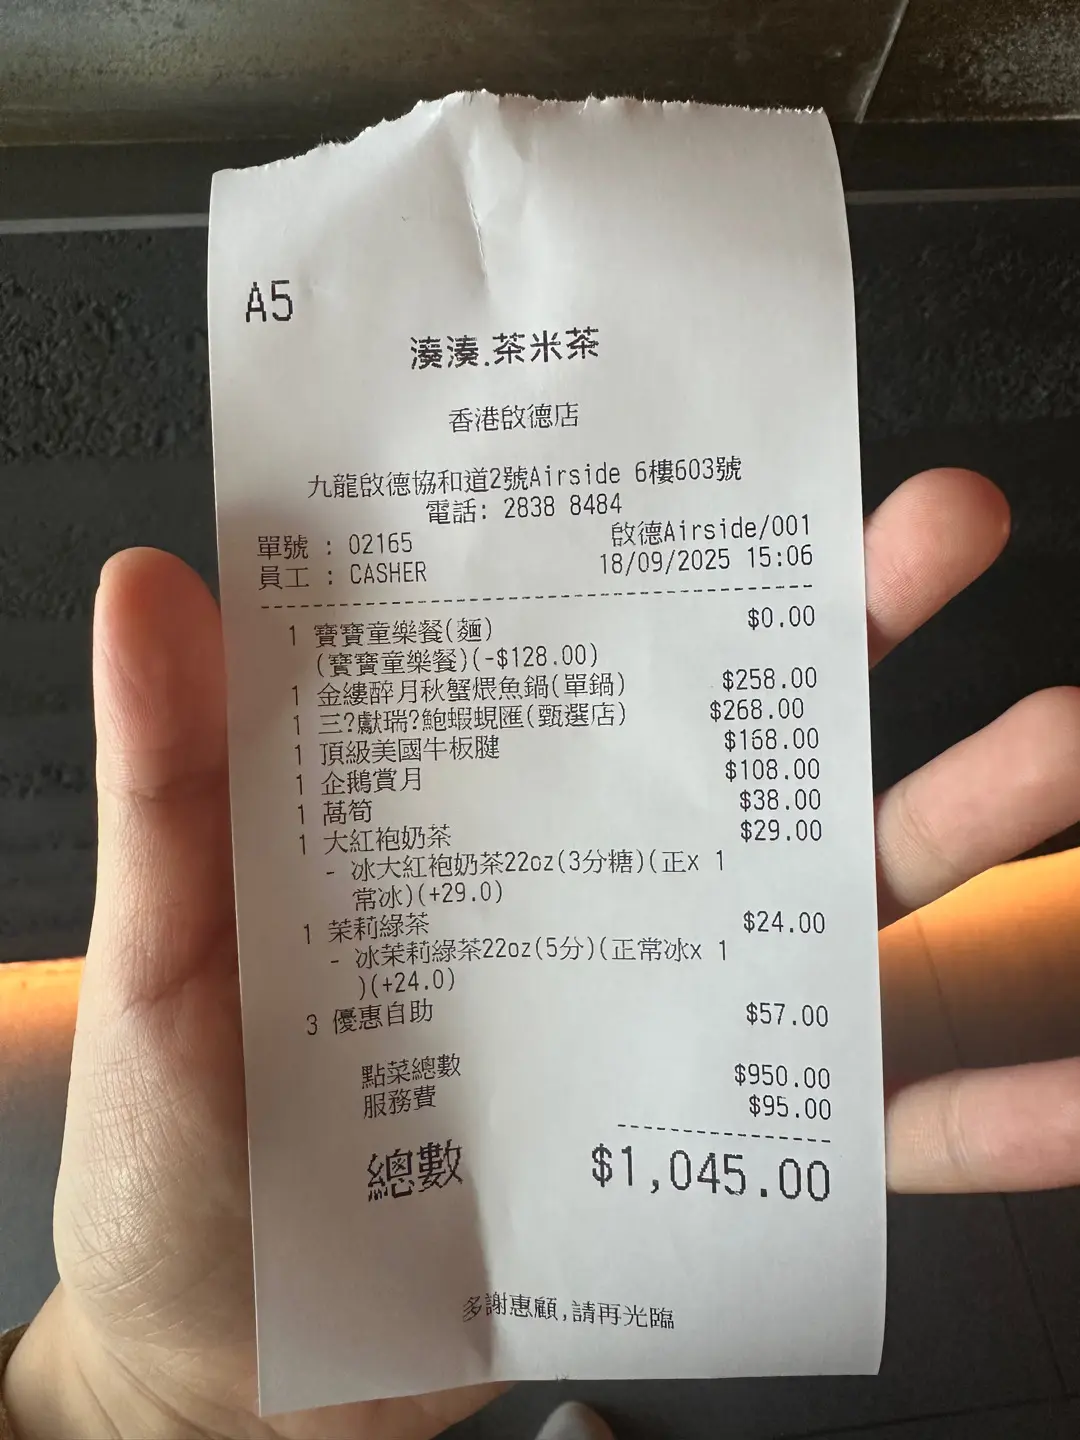 A5
湊湊.茶米茶
香港啟德店
九龍啟德協和道2號Airside 6樓603號
電話: 2838 8484
單號 : 02165 啟德Airside/001
員工 : CASHER 18/09/2025 15:06
1 寶寶童樂餐(麵) $0.00
(寶寶童樂餐)(-$128.00)
1 金縷醉月秋蟹煨魚鍋(單鍋) $258.00
1 三?獻瑞?鮑蝦蜆匯(甄選店) $268.00
1 頂級美國牛板腱 $168.00
1 企鵝賞月 $108.00
1 萵筍 $38.00
1 大紅袍奶茶 $29.00
- 冰大紅袍奶茶22oz(3分糖)(正x 1
常冰)(+29.0)
1 茉莉綠茶 $24.00
- 冰茉莉綠茶22oz(5分)(正常冰x 1
)(+24.0)
3 優惠自助 $57.00
點菜總數 $950.00
服務費 $95.00
總數 $1,045.00
多謝惠顧,請再光臨